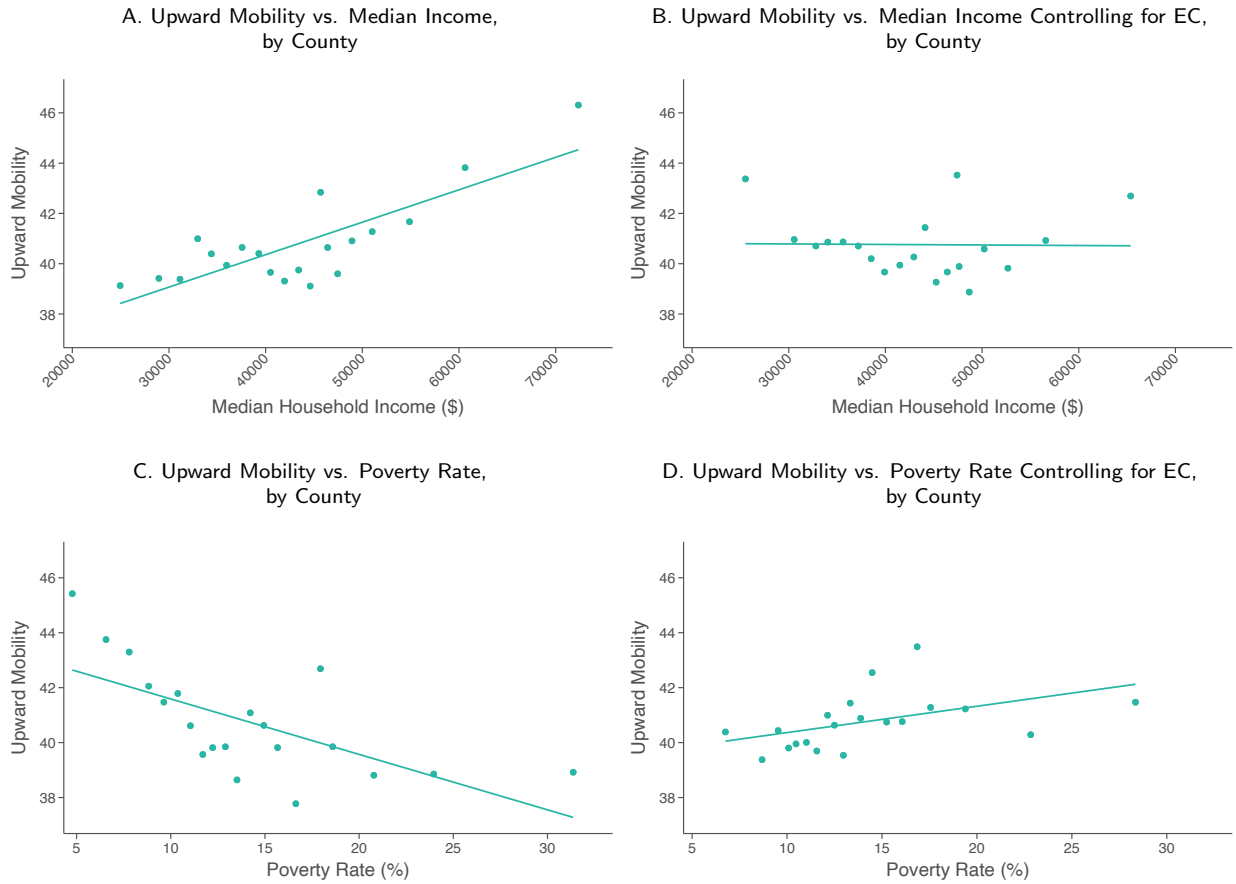 A. Upward Mobility vs. Median Income,
by County
46
44
42
40
38
Upward Mobility
20000
30000
40000
50000
60000
70000
Median Household Income ($)
B. Upward Mobility vs. Median Income Controlling for EC,
by County
46
44
42
40
38
Upward Mobility
20000
30000
40000
50000
60000
70000
Median Household Income ($)
C. Upward Mobility vs. Poverty Rate,
by County
46
44
42
40
38
Upward Mobility
5
10
15
20
25
30
Poverty Rate (%)
D. Upward Mobility vs. Poverty Rate Controlling for EC,
by County
46
44
42
40
38
Upward Mobility
5
10
15
20
25
30
Poverty Rate (%)